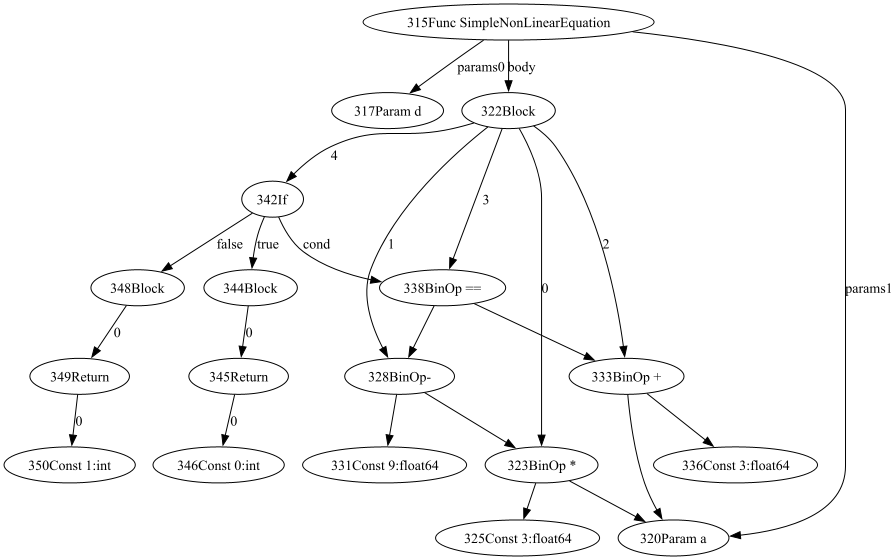 315Func SimpleNonLinearEquation
params0
body
317Param d
322Block
4
342If
3
false
true
cond
1
2
348Block
344Block
338BinOp ==
0
params1
0
0
349Return
345Return
328BinOp-
333BinOp +
0
0
350Const 1:int
346Const 0:int
331Const 9:float64
323BinOp *
336Const 3:float64
325Const 3:float64
320Param a